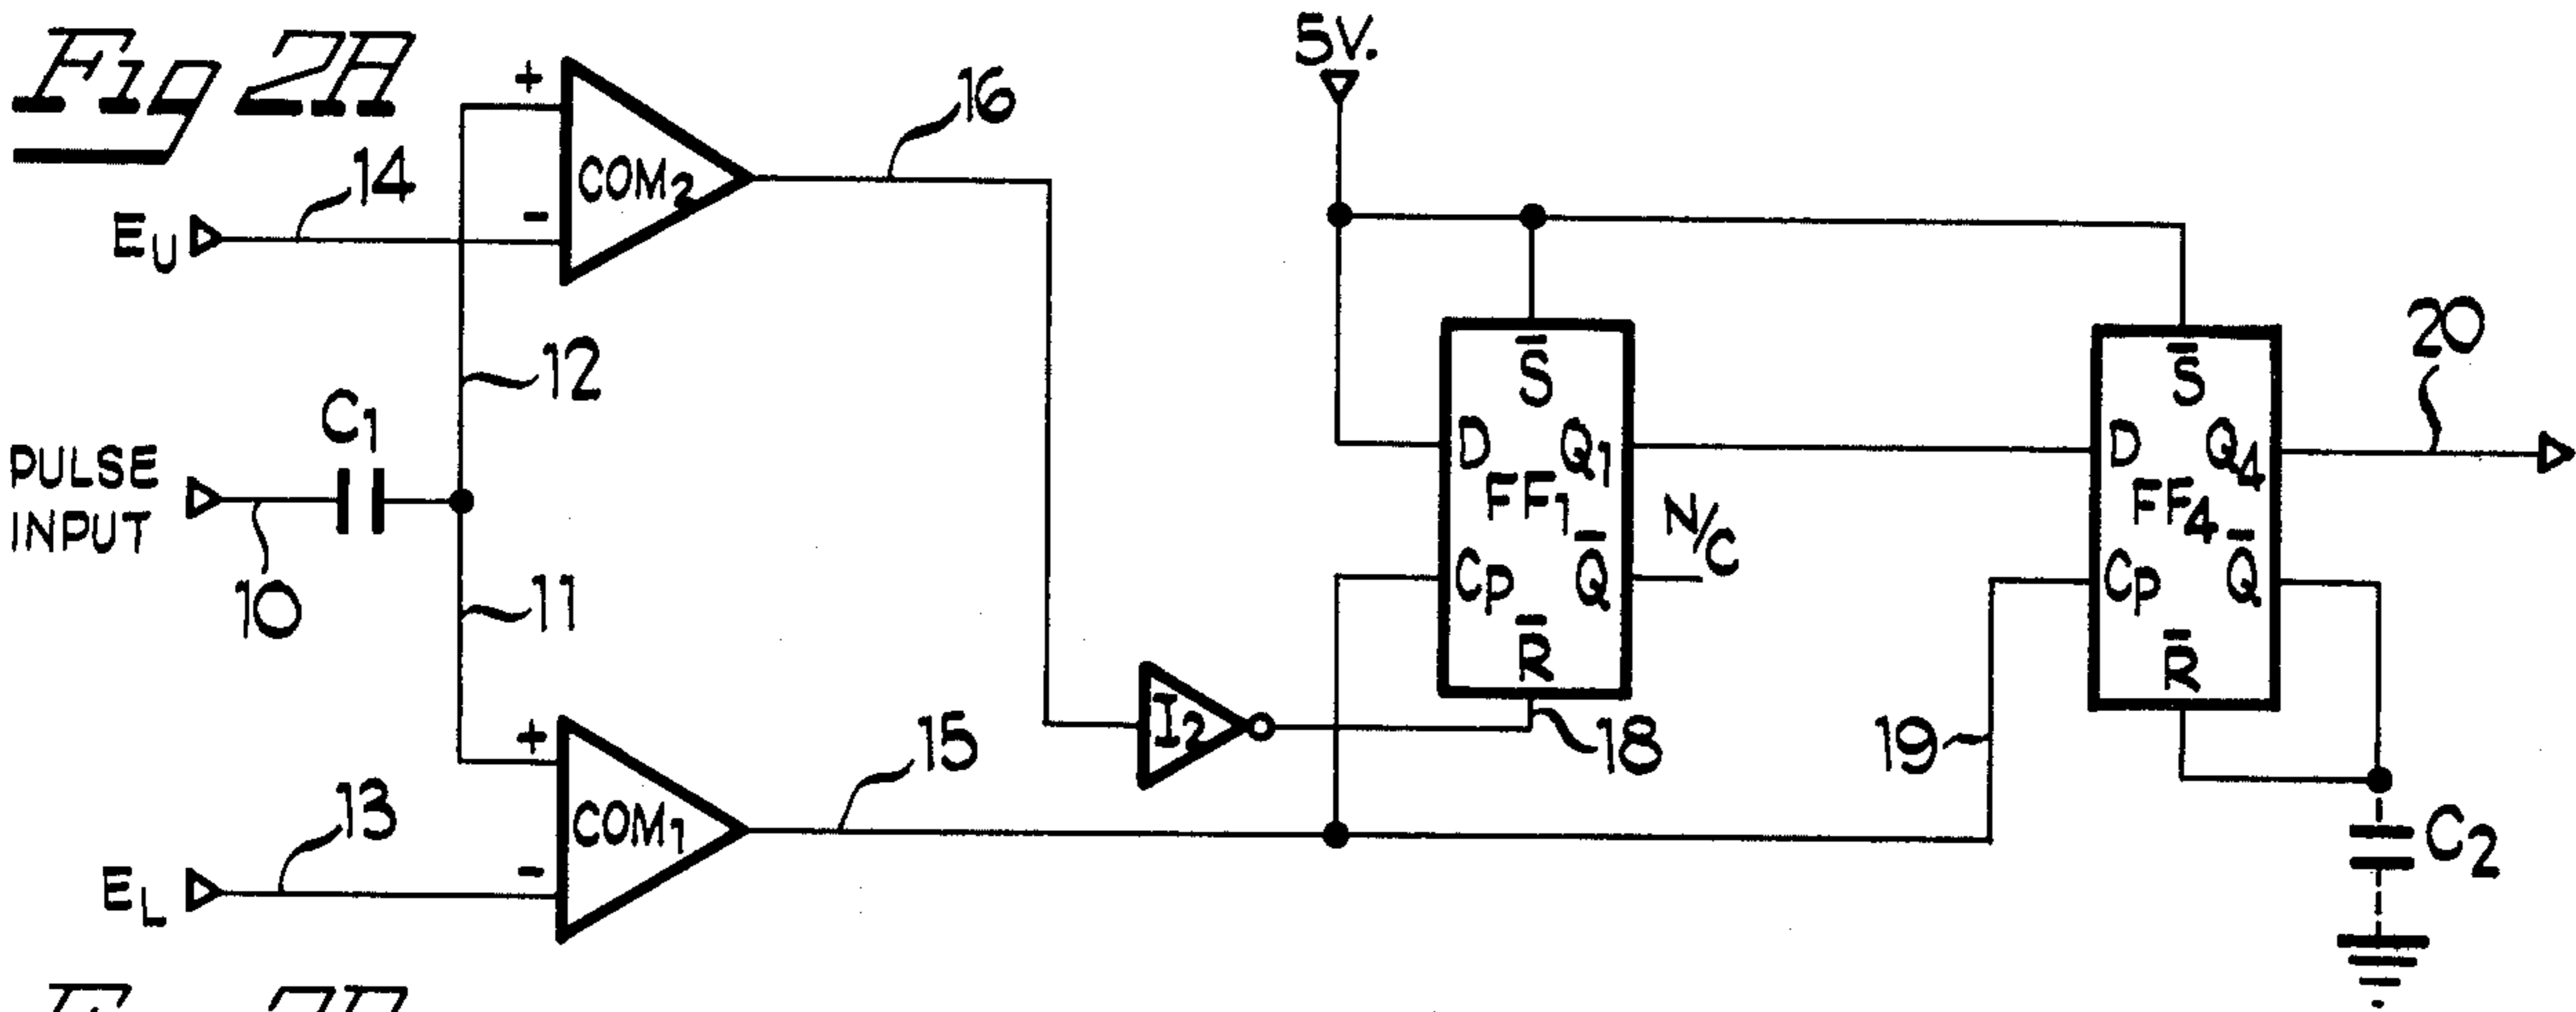 Fig 2A
5V.
+
COM2
-
16
14
EU
12
C1
PULSE
INPUT
10
11
+
COM1
-
15
13
EL
I2
18
S̄
D Q1
FF1
CP Q̄
R̄
N/C
19
S̄
D Q4
FF4
CP Q̄
R̄
20
C2